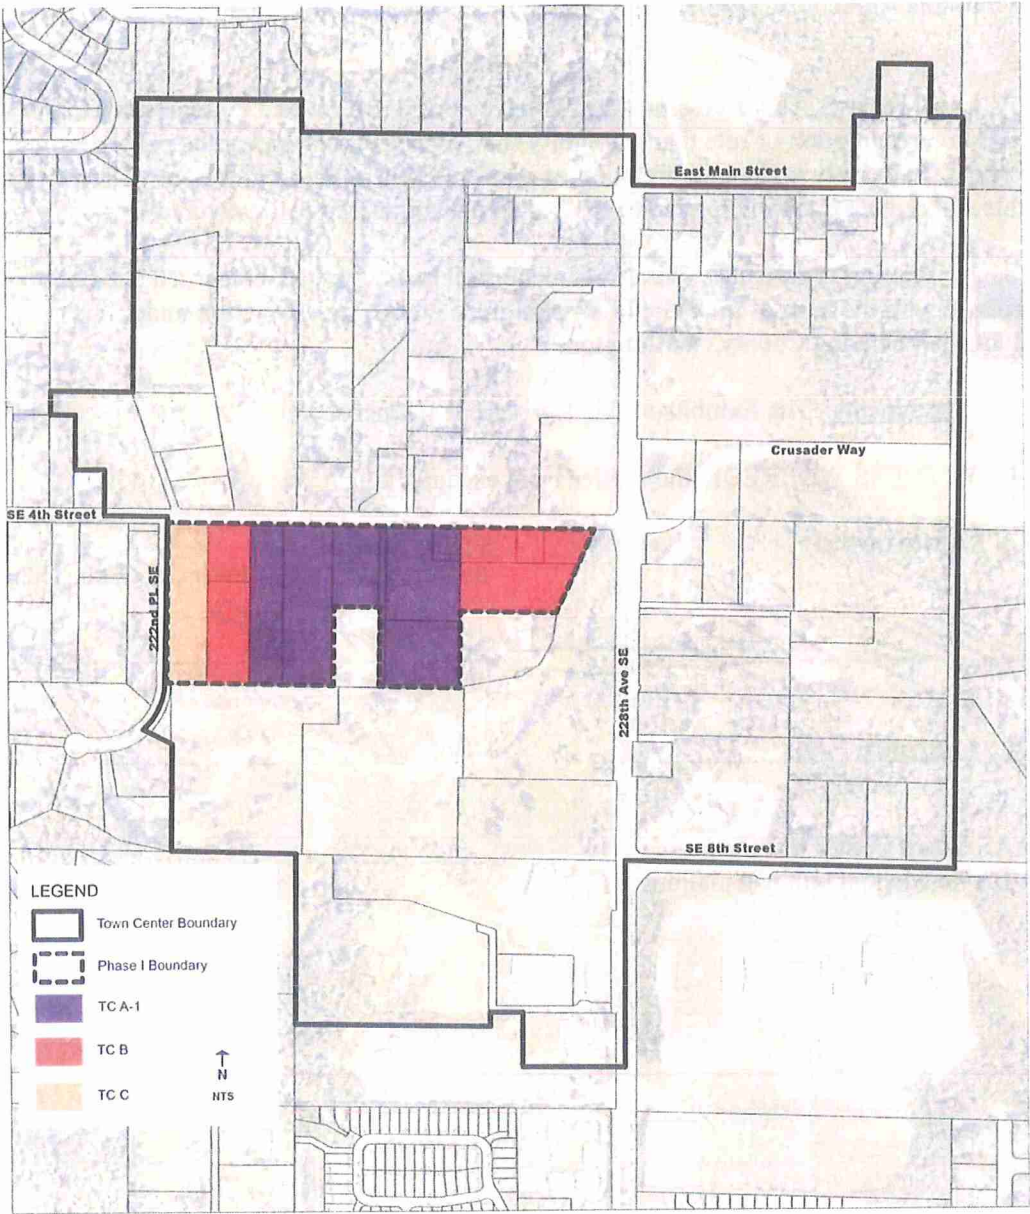 East Main Street
Crusader Way
SE 4th Street
222nd PL SE
228th Ave SE
SE 8th Street
LEGEND
Town Center Boundary
Phase I Boundary
TC A-1
TC B
TC C
N
NTS